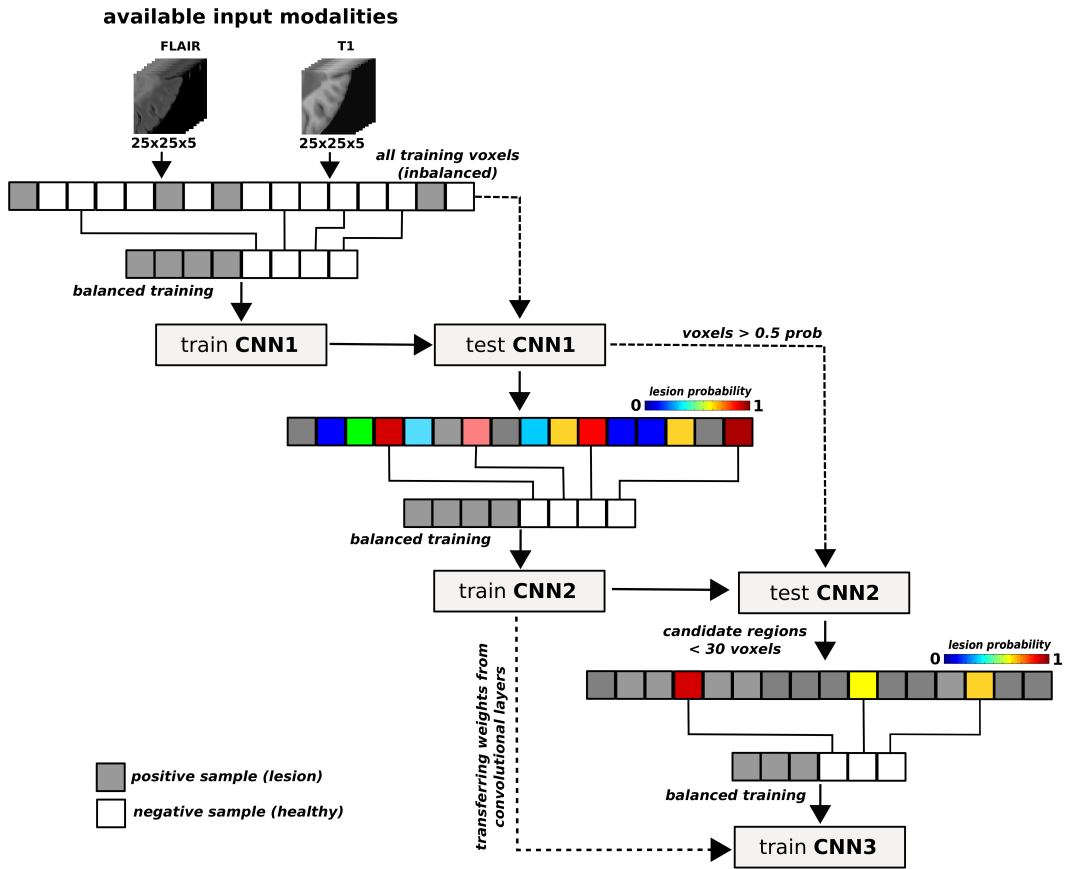 available input modalities
FLAIR
T1
25x25x5
25x25x5
all training voxels
(inbalanced)
balanced training
train CNN1
test CNN1
voxels > 0.5 prob
lesion probability
0
1
balanced training
train CNN2
test CNN2
candidate regions
< 30 voxels
lesion probability
0
1
transferring weights from
convolutional layers
positive sample (lesion)
negative sample (healthy)
balanced training
train CNN3